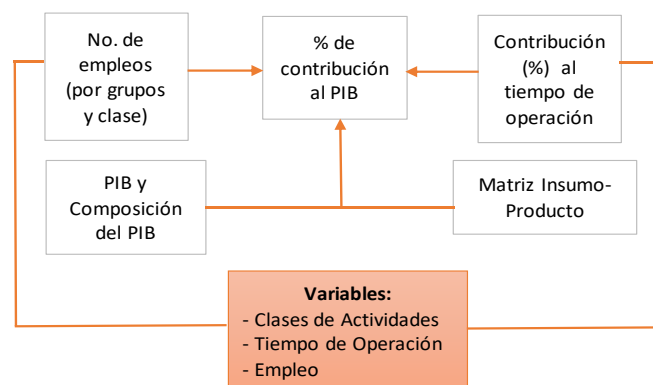 No. de
empleos
(por grupos
y clase)
% de
contribución
al PIB
Contribución
(%) al
tiempo de
operación
PIB y
Composición
del PIB
Matriz Insumo-
Producto
Variables:
- Clases de Actividades
- Tiempo de Operación
- Empleo